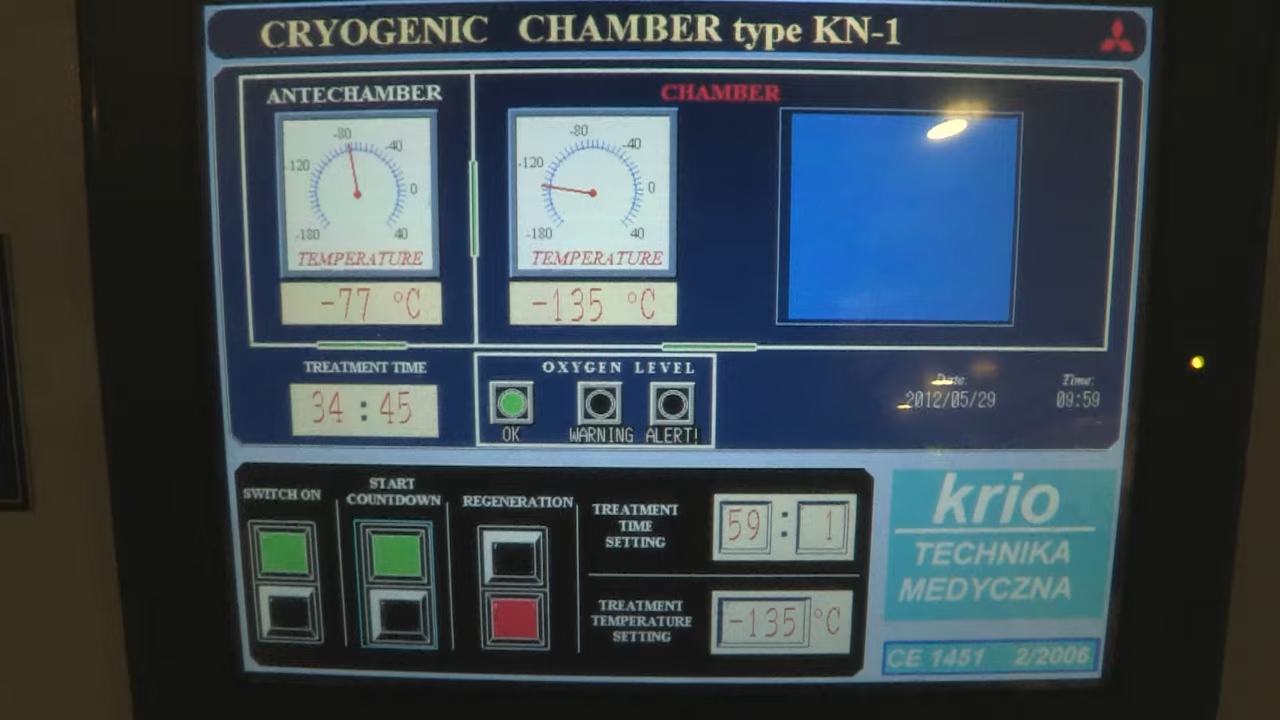 CRYOGENIC CHAMBER type KN-1
ANTECHAMBER
-180
-120
-80
-40
0
40
TEMPERATURE
-77 °C
CHAMBER
-180
-120
-80
-40
0
40
TEMPERATURE
-135 °C
TREATMENT TIME
34 : 45
OXYGEN LEVEL
OK
WARNING
ALERT!
Date:
2012/05/29
Time:
09:59
SWITCH ON
START
COUNTDOWN
REGENERATION
TREATMENT
TIME
SETTING
59 : 1
TREATMENT
TEMPERATURE
SETTING
-135 °C
krio
TECHNIKA
MEDYCZNA
CE 1451 2/2006